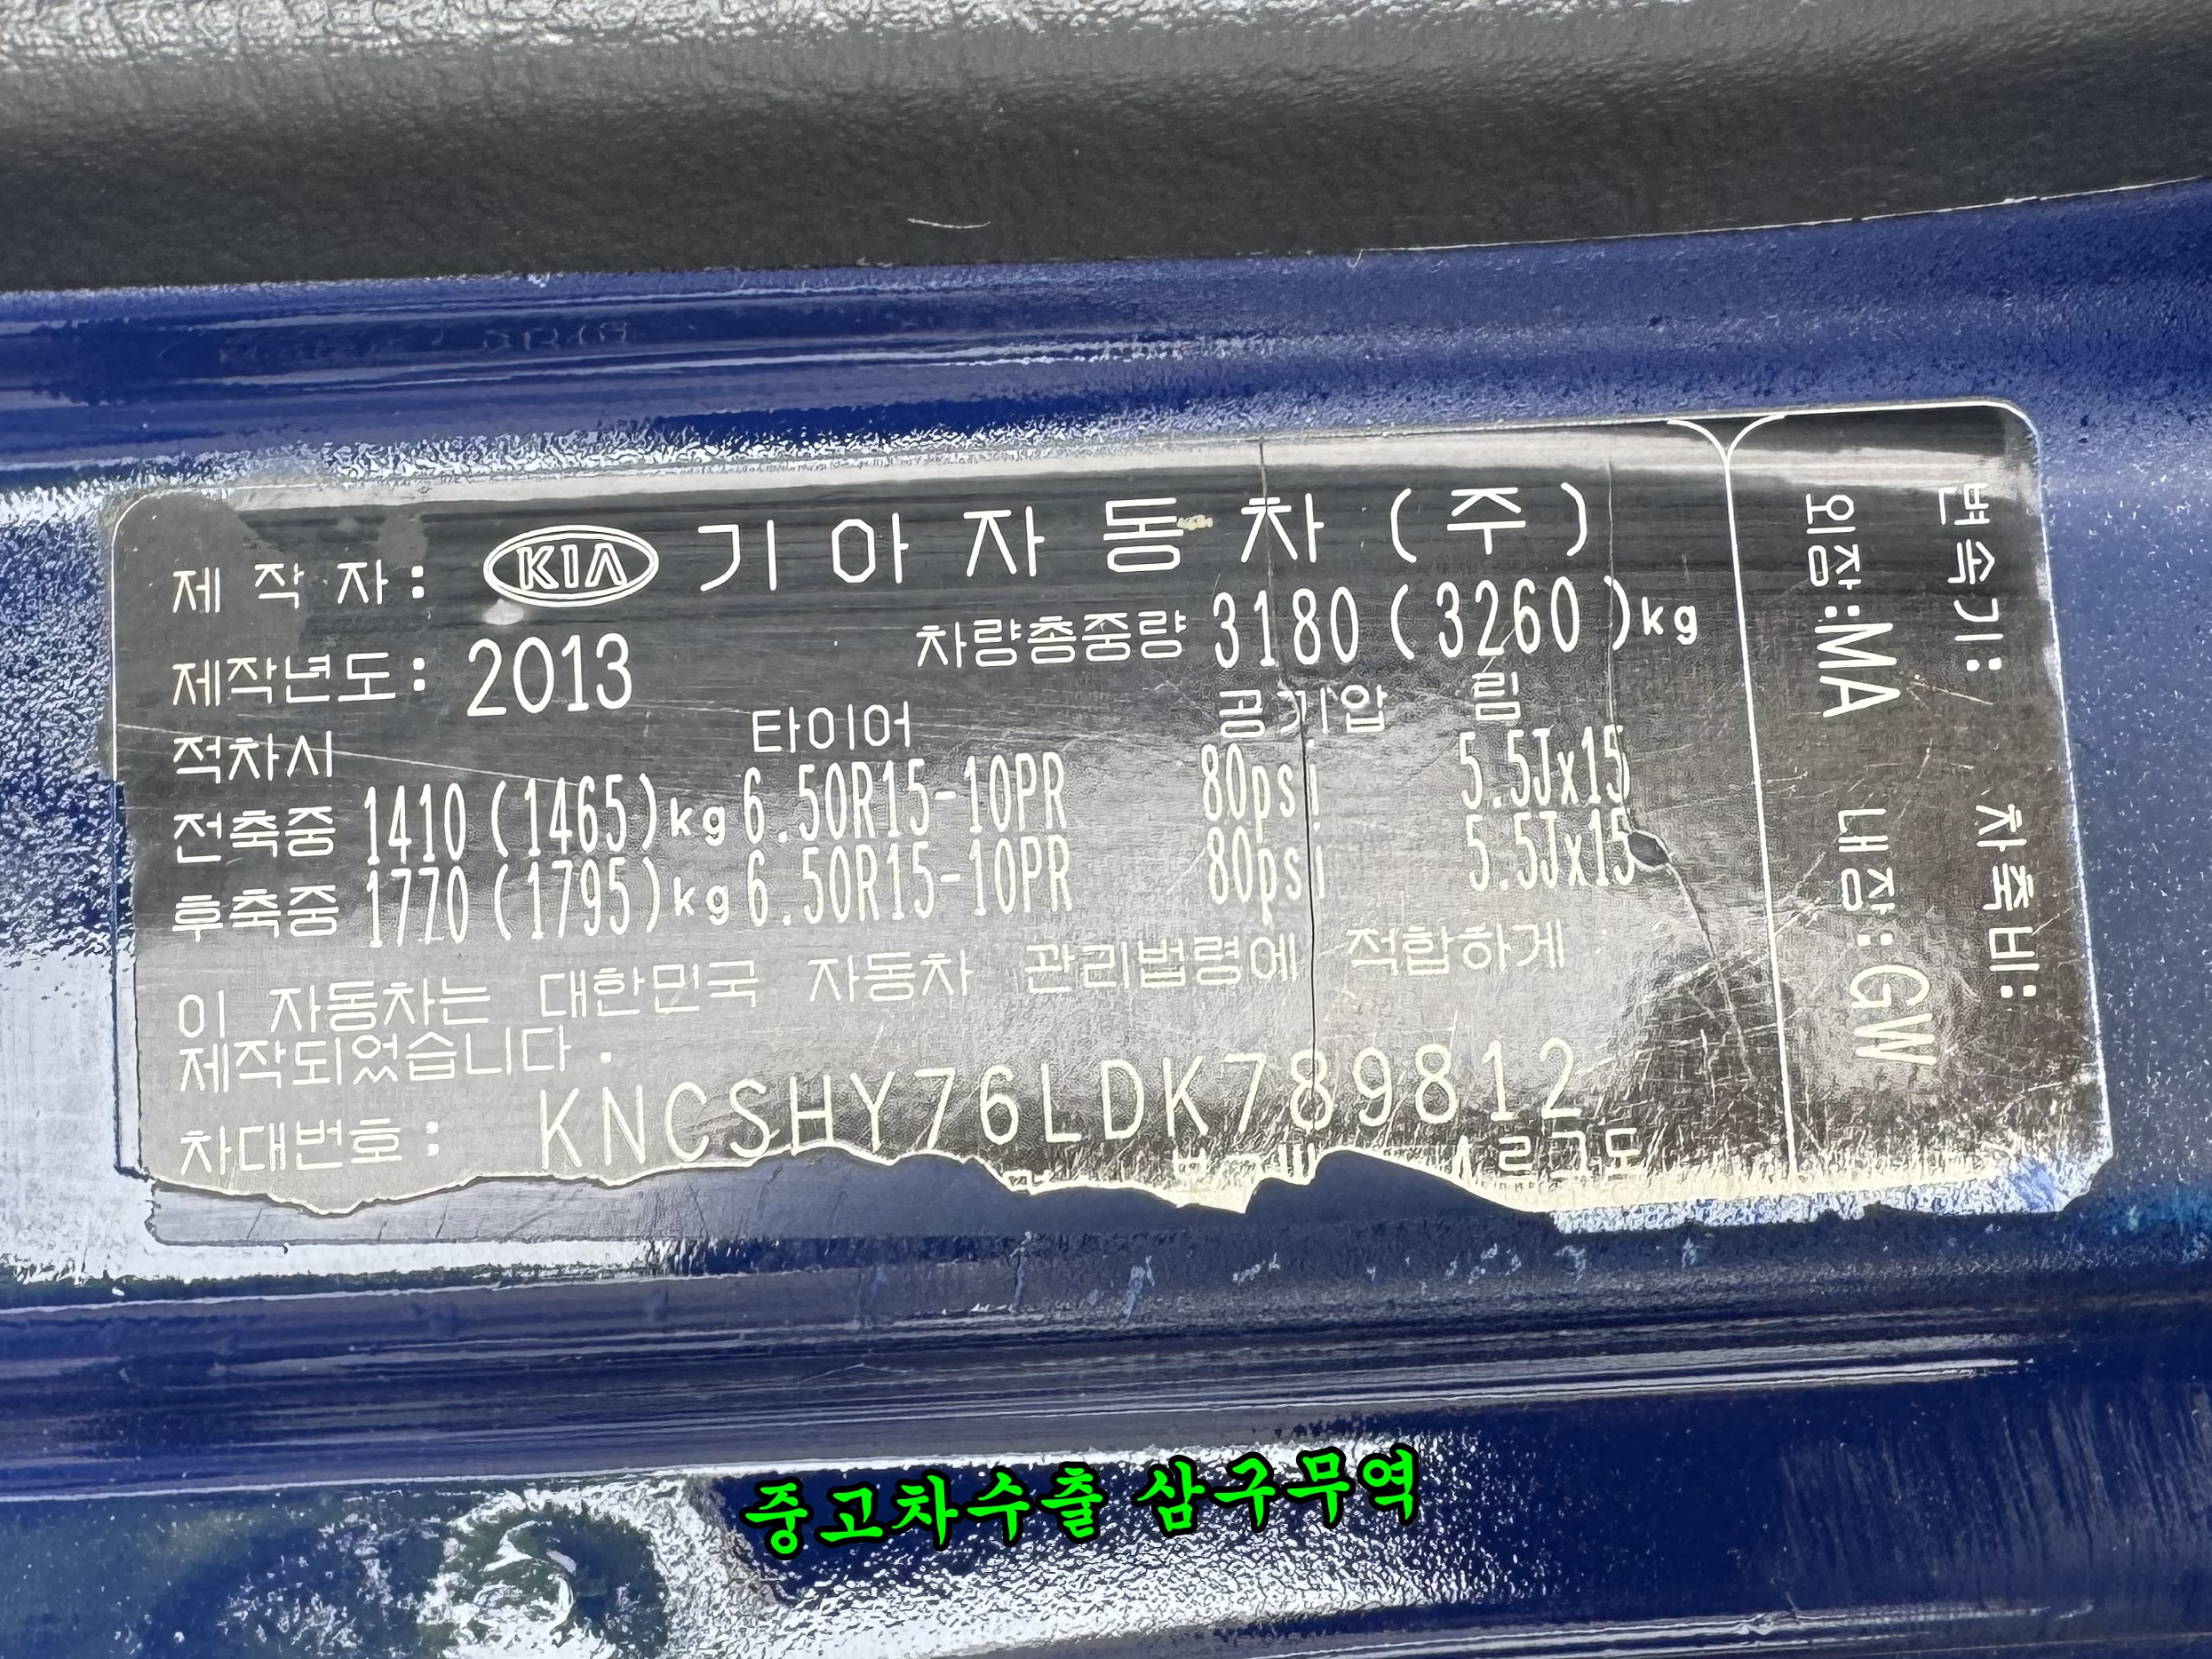 제 작 자: KIA 기 아 자 동 차 (주)
제작년도: 2013 차량총중량 3180 (3260)kg
적차시 타이어 공기압 림
전축중 1410 (1465)kg 6.50R15-10PR 80psi 5.5Jx15
후축중 1770 (1795)kg 6.50R15-10PR 80psi 5.5Jx15
이 자동차는 대한민국 자동차 관리법령에 적합하게
제작되었습니다.
차대번호: KNCSHY76LDK789812
변속기: 차축비:
외장:MA 내장:GW
중고차수출 삼구무역